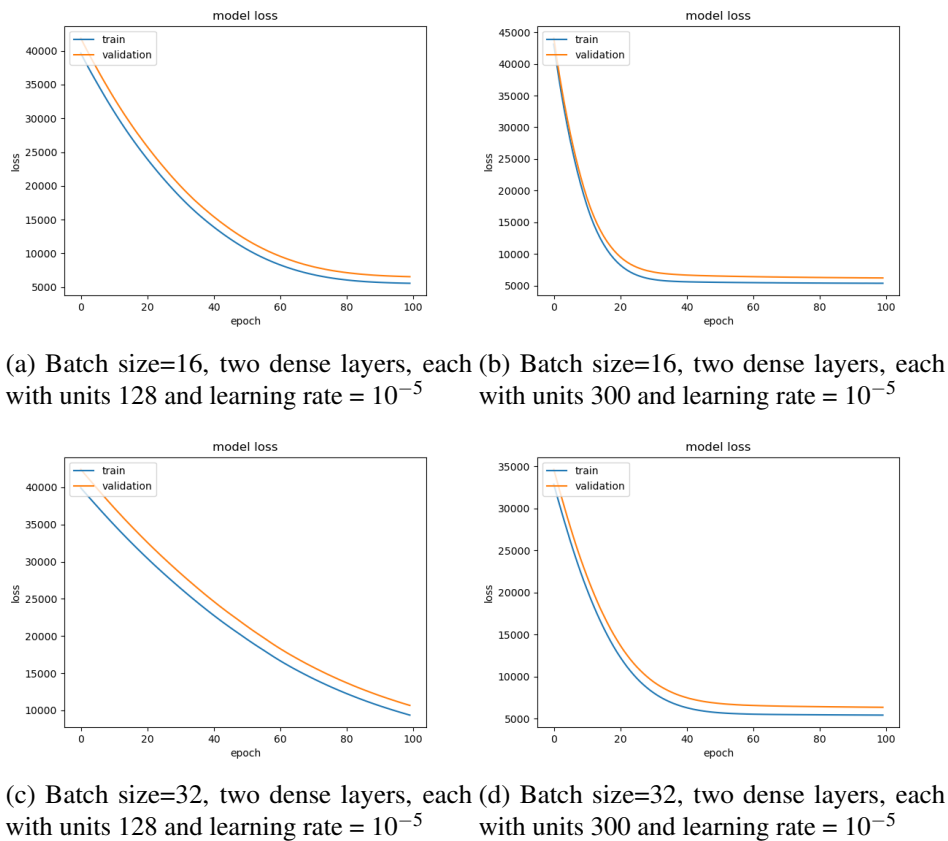 model loss
train
validation
40000
35000
30000
25000
20000
15000
10000
5000
loss
0 20 40 60 80 100
epoch
model loss
train
validation
45000
40000
35000
30000
25000
20000
15000
10000
5000
loss
0 20 40 60 80 100
epoch
(a) Batch size=16, two dense layers, each
with units 128 and learning rate = 10⁻⁵
(b) Batch size=16, two dense layers, each
with units 300 and learning rate = 10⁻⁵
model loss
train
validation
40000
35000
30000
25000
20000
15000
10000
loss
0 20 40 60 80 100
epoch
model loss
train
validation
35000
30000
25000
20000
15000
10000
5000
loss
0 20 40 60 80 100
epoch
(c) Batch size=32, two dense layers, each
with units 128 and learning rate = 10⁻⁵
(d) Batch size=32, two dense layers, each
with units 300 and learning rate = 10⁻⁵